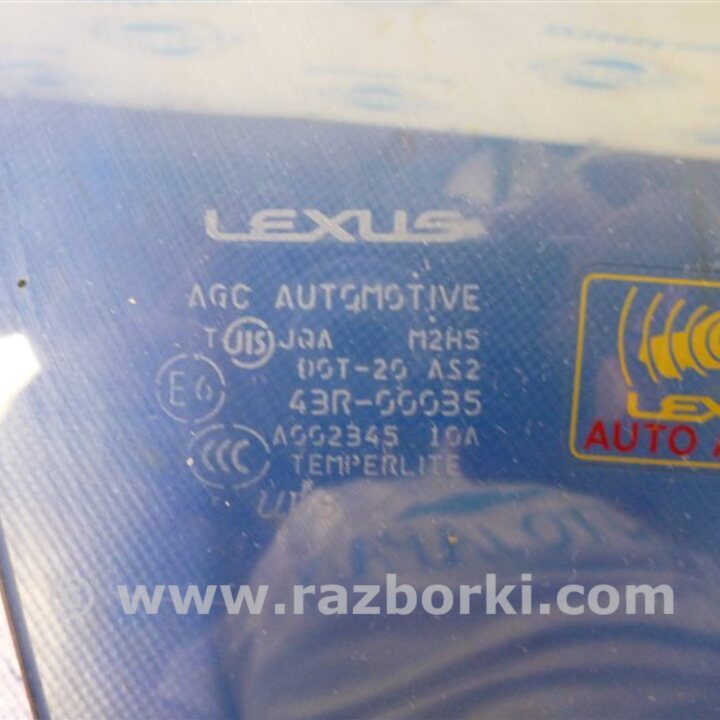 LEXUS
AGC AUTOMOTIVE
T JIS JQA M2H5
DOT-20 AS2
E6 43R-00035
CCC A002345 10A
TEMPERLITE
LEX
AUTO A
© www.razborki.com